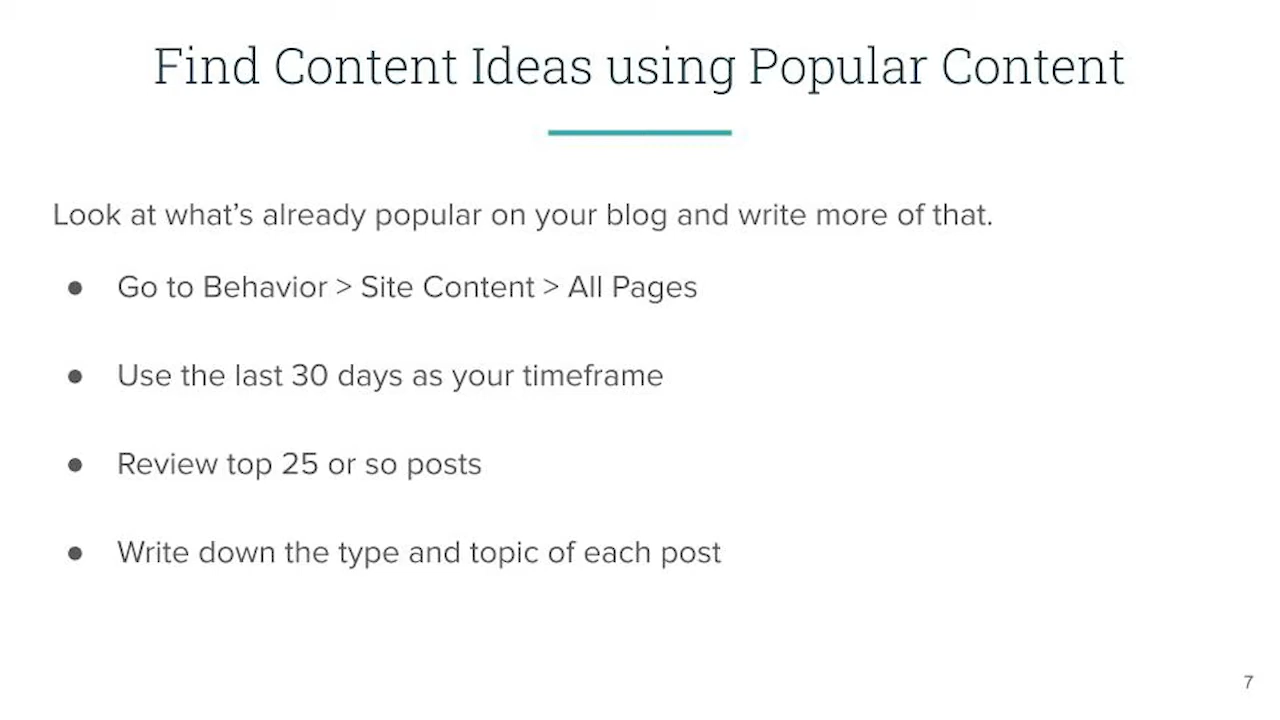 Find Content Ideas using Popular Content
Look at what’s already popular on your blog and write more of that.
● Go to Behavior > Site Content > All Pages
● Use the last 30 days as your timeframe
● Review top 25 or so posts
● Write down the type and topic of each post
7